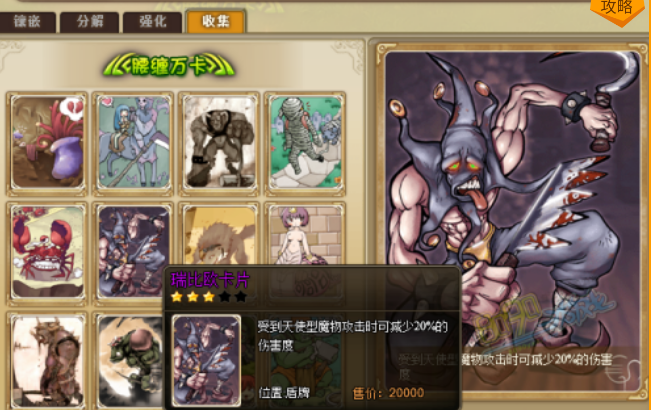 攻略
镶嵌 分解 强化 收集
腰缠万卡
瑞比欧卡片
受到天使型魔物攻击时可减少20%的
伤害度
位置 盾牌 售价：20000
受到天使型魔物攻击时可减少20%的伤害
度